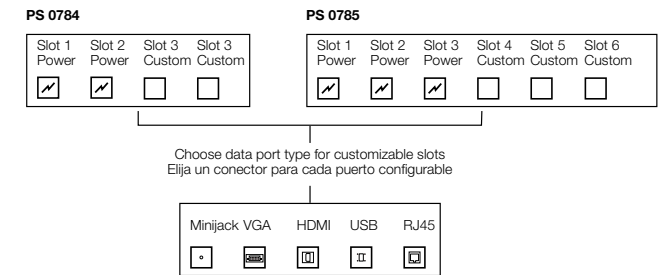 PS 0784
PS 0785
Slot 1 Slot 2 Slot 3 Slot 3
Power Power Custom Custom
Slot 1 Slot 2 Slot 3 Slot 4 Slot 5 Slot 6
Power Power Power Custom Custom Custom
Choose data port type for customizable slots
Elija un conector para cada puerto configurable
Minijack VGA HDMI USB RJ45